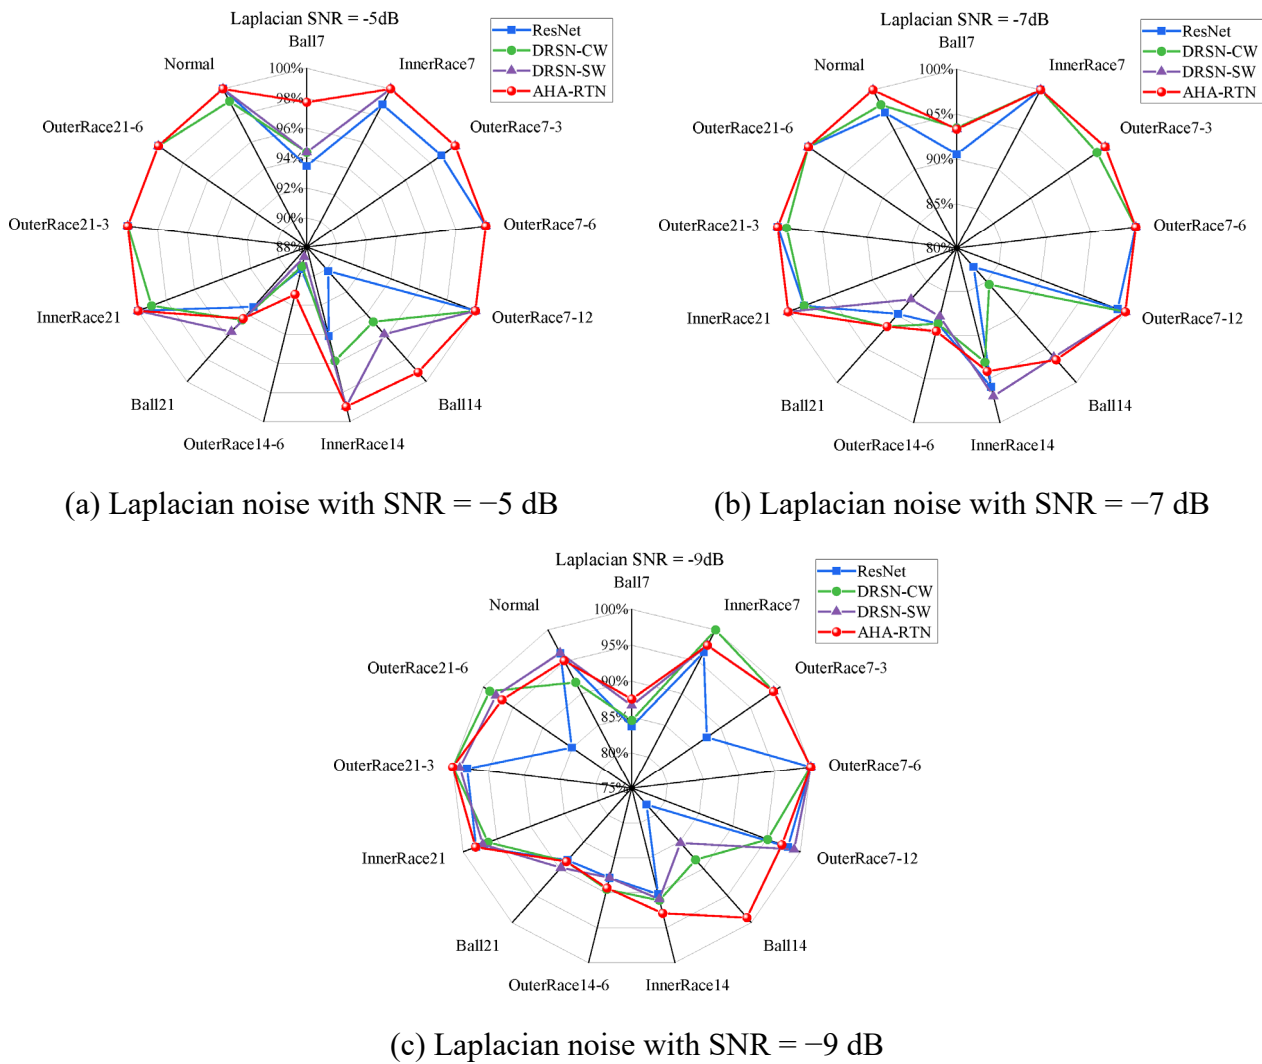 Laplacian SNR = -5dB
Ball7
InnerRace7
OuterRace7-3
OuterRace7-6
OuterRace7-12
Ball14
InnerRace14
OuterRace14-6
Ball21
InnerRace21
OuterRace21-3
OuterRace21-6
Normal
100%
98%
96%
94%
92%
90%
88%
ResNet
DRSN-CW
DRSN-SW
AHA-RTN
(a) Laplacian noise with SNR = −5 dB
Laplacian SNR = -7dB
Ball7
InnerRace7
OuterRace7-3
OuterRace7-6
OuterRace7-12
Ball14
InnerRace14
OuterRace14-6
Ball21
InnerRace21
OuterRace21-3
OuterRace21-6
Normal
100%
95%
90%
85%
80%
ResNet
DRSN-CW
DRSN-SW
AHA-RTN
(b) Laplacian noise with SNR = −7 dB
Laplacian SNR = -9dB
Ball7
InnerRace7
OuterRace7-3
OuterRace7-6
OuterRace7-12
Ball14
InnerRace14
OuterRace14-6
Ball21
InnerRace21
OuterRace21-3
OuterRace21-6
Normal
100%
95%
90%
85%
80%
75%
ResNet
DRSN-CW
DRSN-SW
AHA-RTN
(c) Laplacian noise with SNR = −9 dB